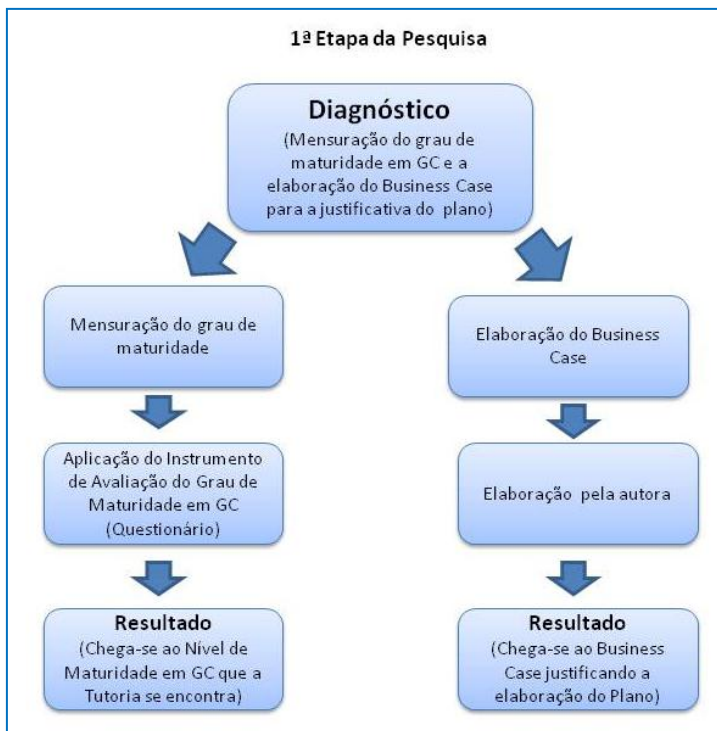 1ª Etapa da Pesquisa
Diagnóstico
(Mensuração do grau de
maturidade em GC e a
elaboração do Business Case
para a justificativa do plano)
Mensuração do grau de
maturidade
Aplicação do Instrumento
de Avaliação do Grau de
Maturidade em GC
(Questionário)
Resultado
(Chega-se ao Nível de
Maturidade em GC que a
Tutoria se encontra)
Elaboração do Business
Case
Elaboração pela autora
Resultado
(Chega-se ao Business
Case justificando a
elaboração do Plano)